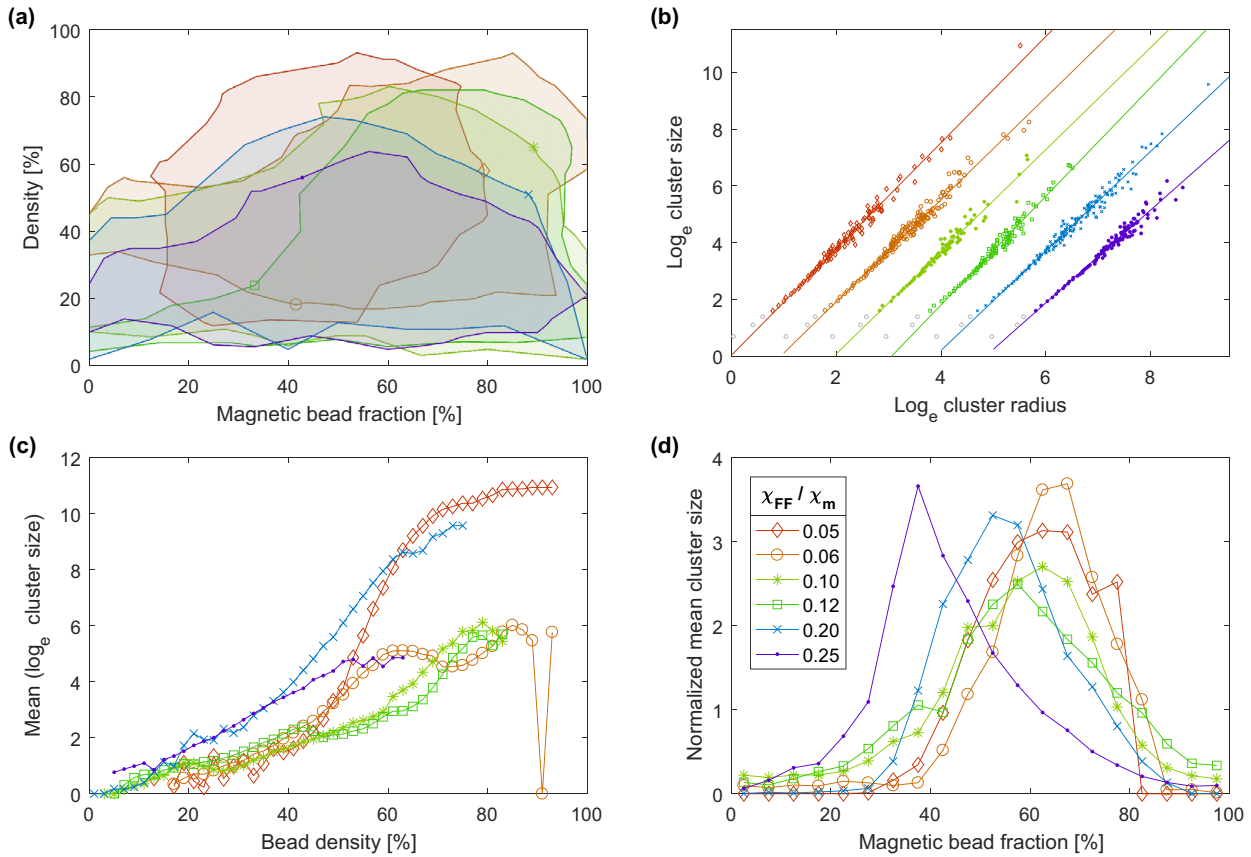 (a)
100
80
60
40
20
0
Density [%]
0 20 40 60 80 100
Magnetic bead fraction [%]
(b)
10
8
6
4
2
0
Log_e cluster size
0 2 4 6 8
Log_e cluster radius
(c)
12
10
8
6
4
2
0
Mean (log_e cluster size)
0 20 40 60 80 100
Bead density [%]
(d)
4
3
2
1
0
Normalized mean cluster size
χ_FF / χ_m
0.05
0.06
0.10
0.12
0.20
0.25
0 20 40 60 80 100
Magnetic bead fraction [%]